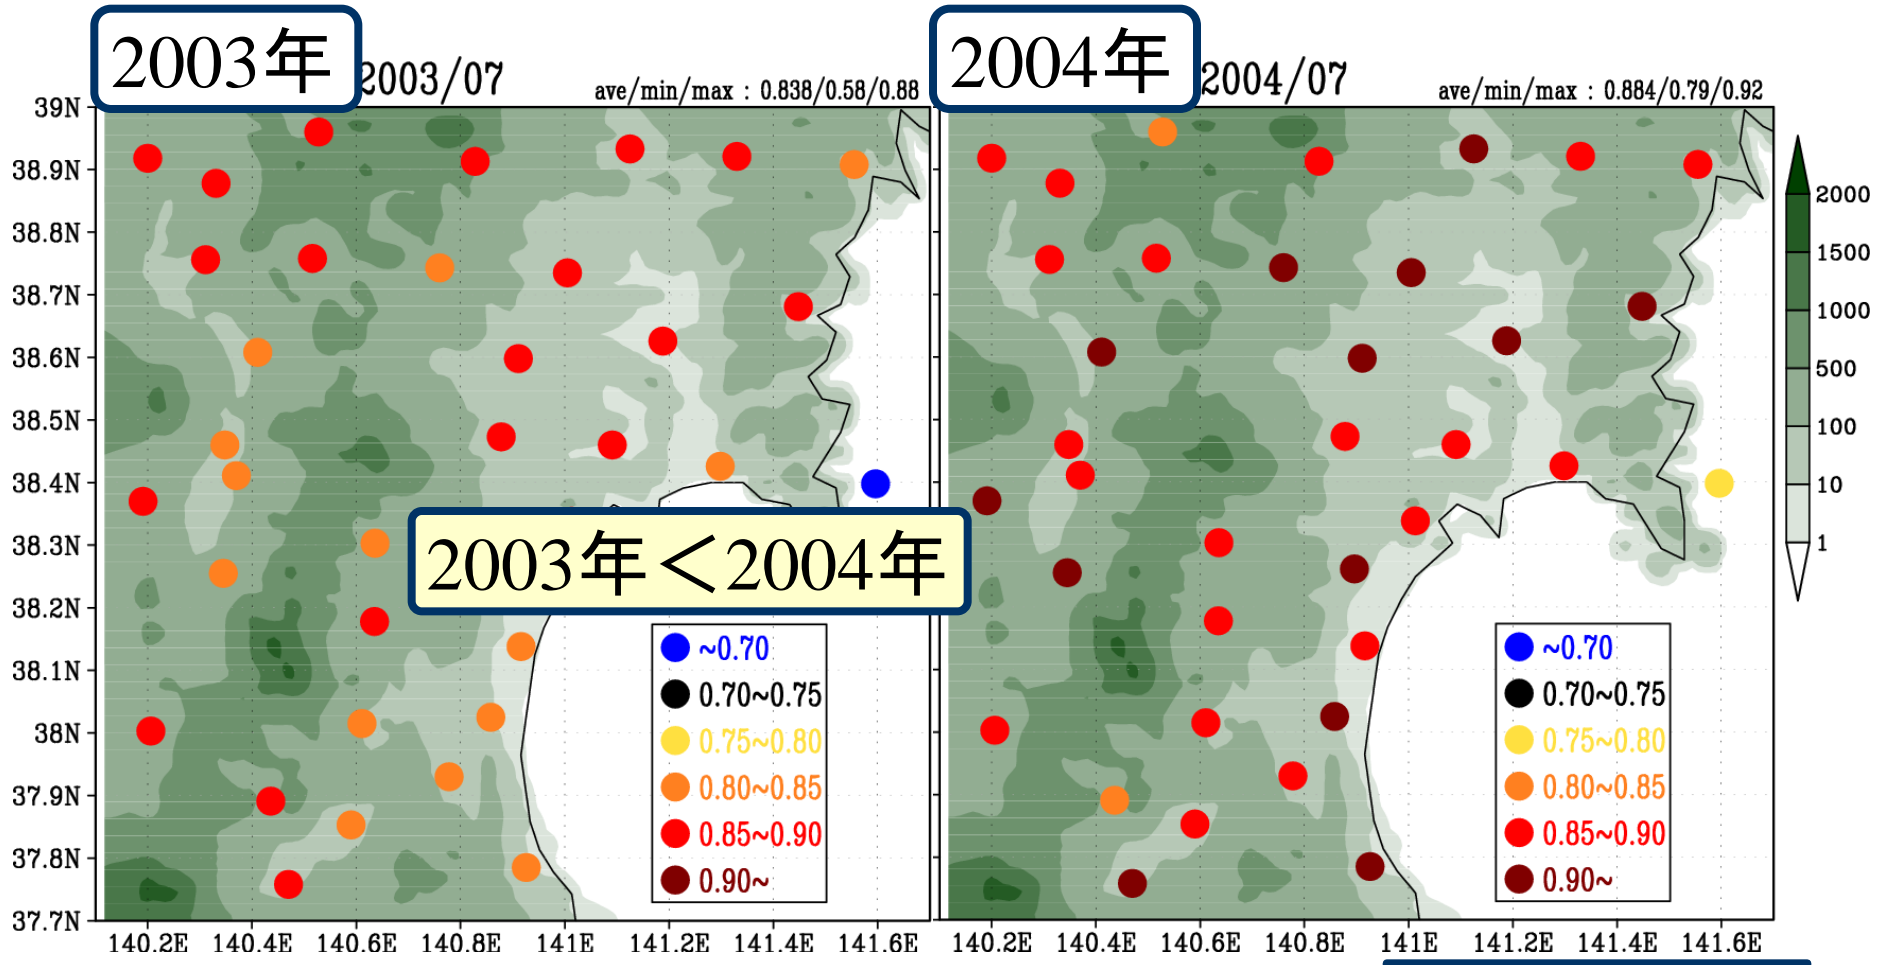 2003年
2003/07
ave/min/max : 0.838/0.58/0.88
2004年
2004/07
ave/min/max : 0.884/0.79/0.92
39N
38.9N
38.8N
38.7N
38.6N
38.5N
38.4N
38.3N
38.2N
38.1N
38N
37.9N
37.8N
37.7N
140.2E 140.4E 140.6E 140.8E 141E 141.2E 141.4E 141.6E
2003年＜2004年
~0.70
0.70~0.75
0.75~0.80
0.80~0.85
0.85~0.90
0.90~
140.2E 140.4E 140.6E 140.8E 141E 141.2E 141.4E 141.6E
~0.70
0.70~0.75
0.75~0.80
0.80~0.85
0.85~0.90
0.90~
2000
1500
1000
500
100
10
1